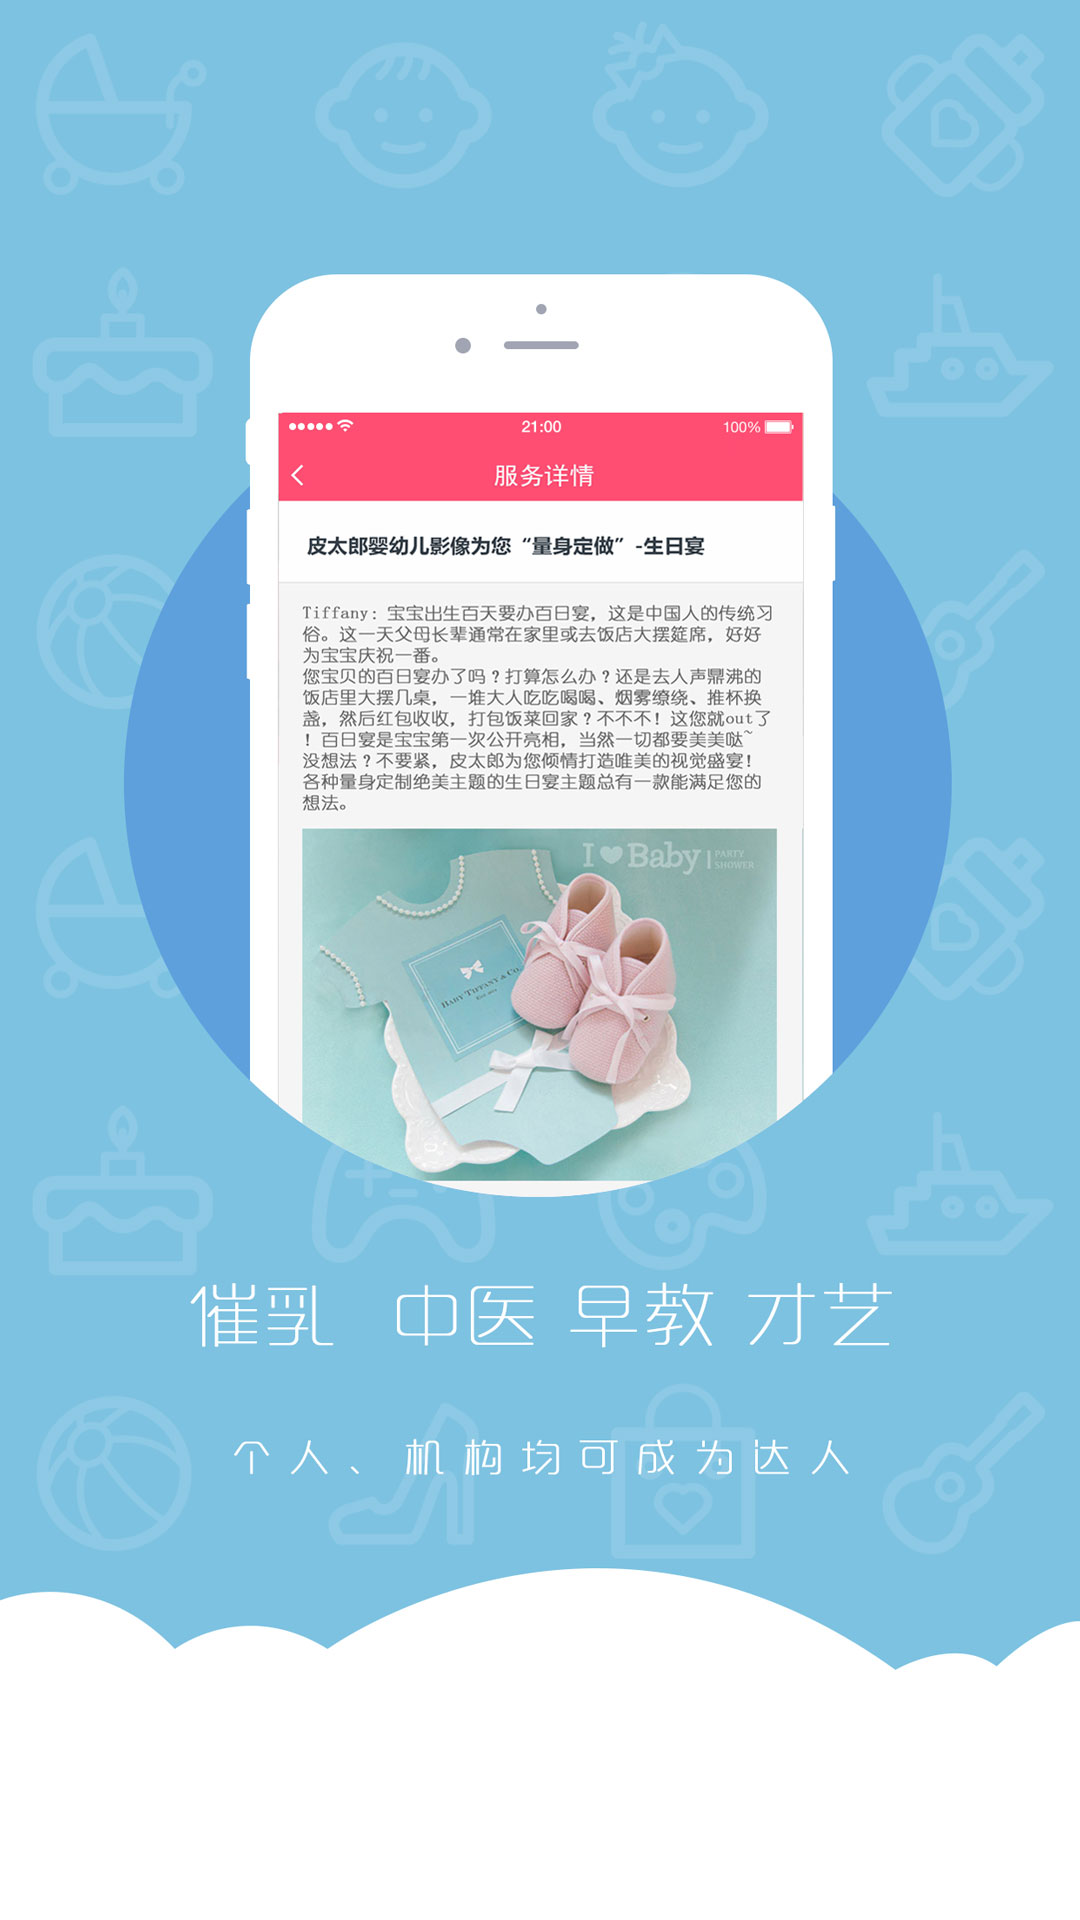 21:00
100%
服务详情
皮太郎婴幼儿影像为您“量身定做”-生日宴
Tiffany: 宝宝出生百天要办百日宴，这是中国人的传统习
俗。这一天父母长辈通常在家里或去饭店大摆筵席，好好
为宝宝庆祝一番。
您宝贝的百日宴办了吗？打算怎么办？还是去人声鼎沸的
饭店里大摆几桌，一堆大人吃吃喝喝、烟雾缭绕、推杯换
盏，然后红包收收，打包饭菜回家？不不不！这您就out了
！百日宴是宝宝第一次公开亮相，当然一切都要美美哒~
没想法？不要紧，皮太郎为您倾情打造唯美的视觉盛宴！
各种量身定制绝美主题的生日宴主题总有一款能满足您的
想法。
I ♥ Baby | PARTY SHOWER
BABY TIFFANY & CO.
催乳 中医 早教 才艺
个人、机构均可成为达人